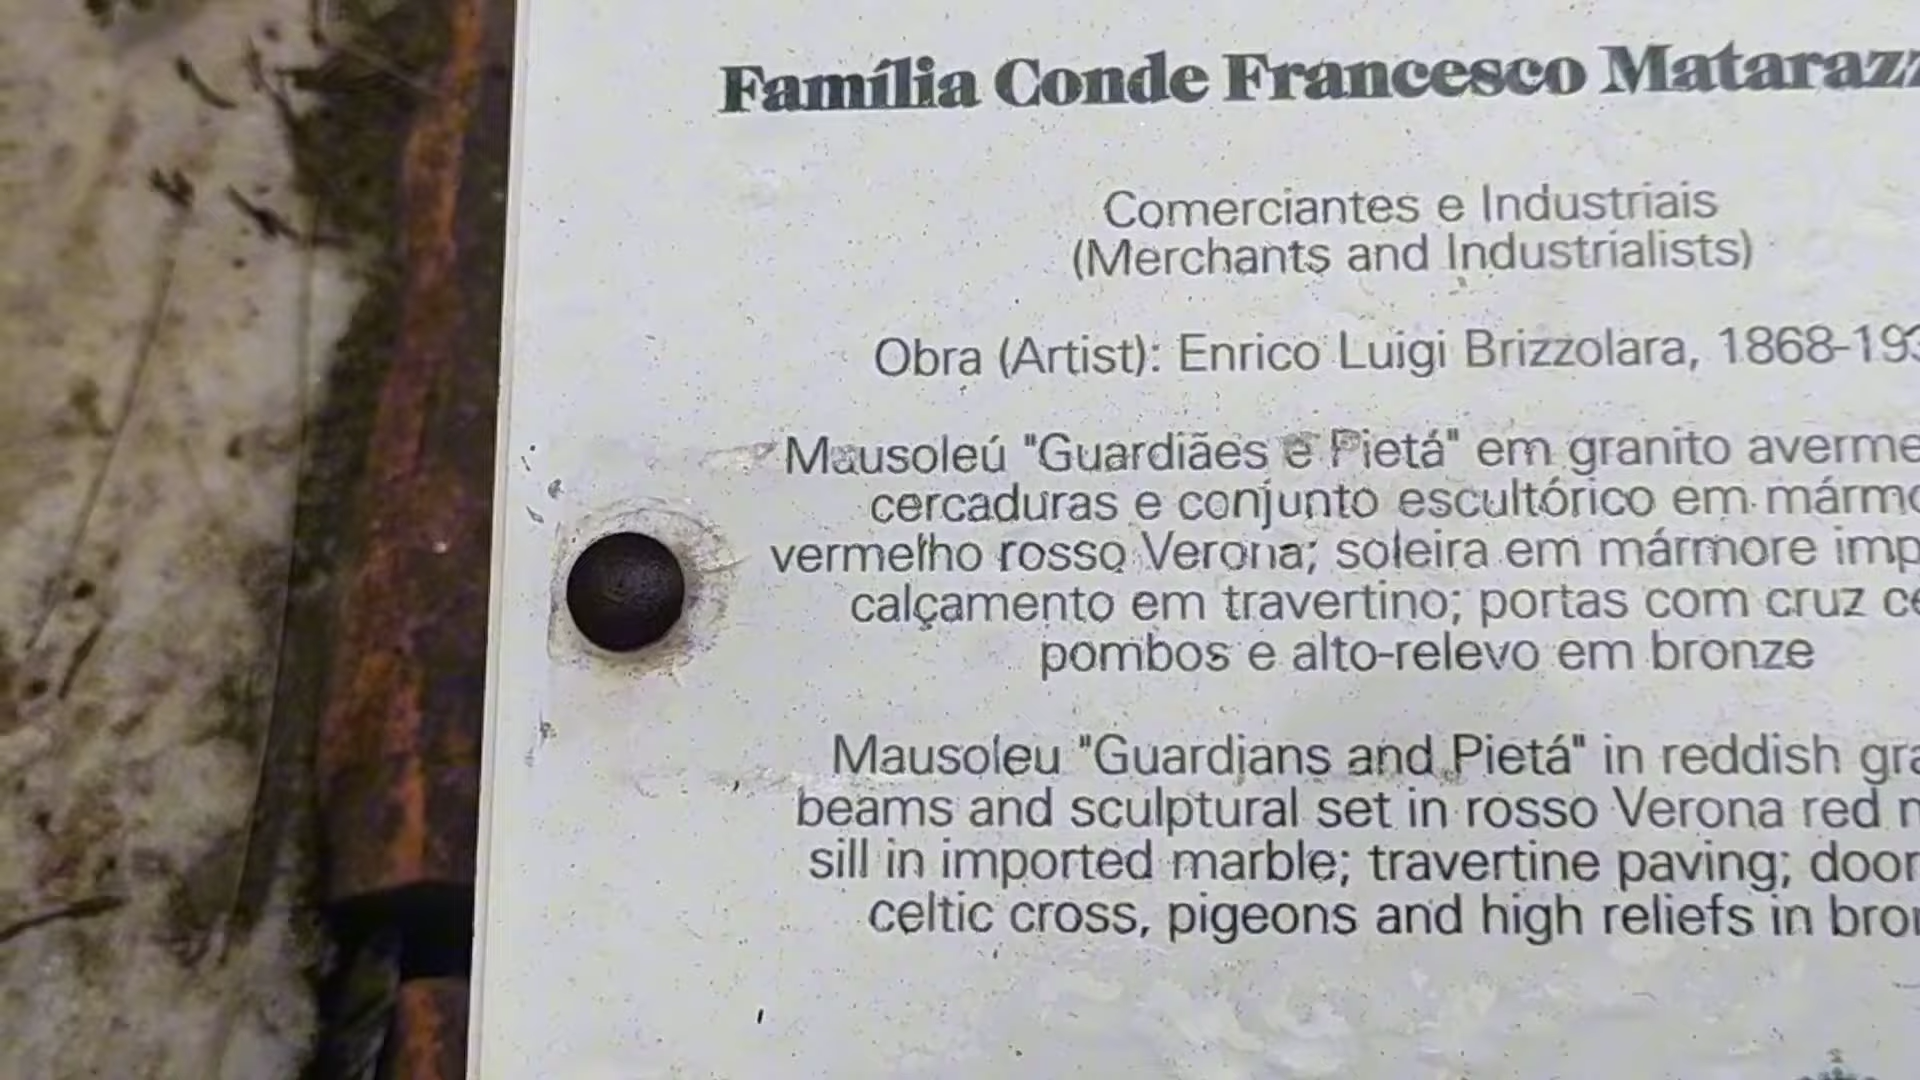 Família Conde Francesco Matarazz
Comerciantes e Industriais
(Merchants and Industrialists)
Obra (Artist): Enrico Luigi Brizzolara, 1868-193
Mausoleú "Guardiães e Pietá" em granito averme
cercaduras e conjunto escultórico em mármo
vermelho rosso Verona; soleira em mármore imp
calçamento em travertino; portas com cruz ce
pombos e alto-relevo em bronze
Mausoleu "Guardians and Pietá" in reddish gra
beams and sculptural set in rosso Verona red m
sill in imported marble; travertine paving; door
celtic cross, pigeons and high reliefs in bron